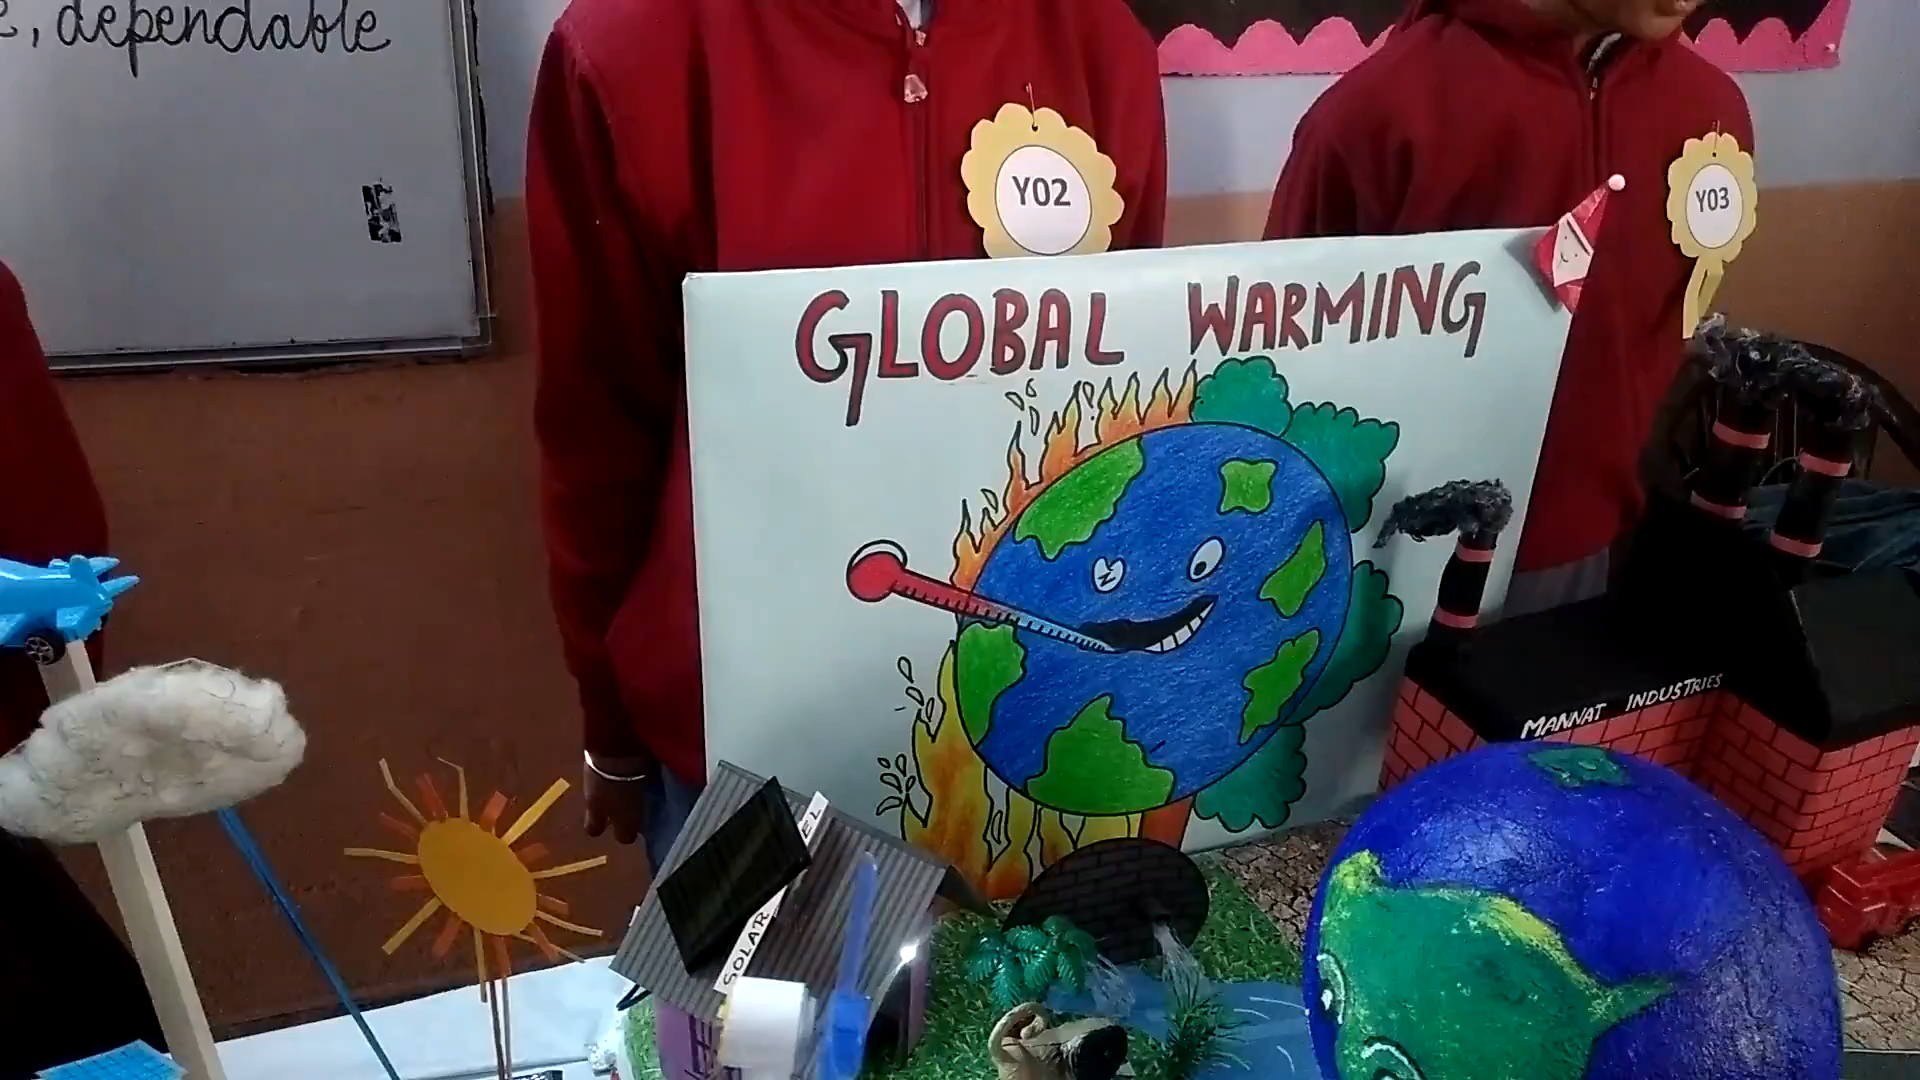 , dependable
Y02
Y03
GLOBAL WARMING
MANNAT INDUSTRIES
SOLAR